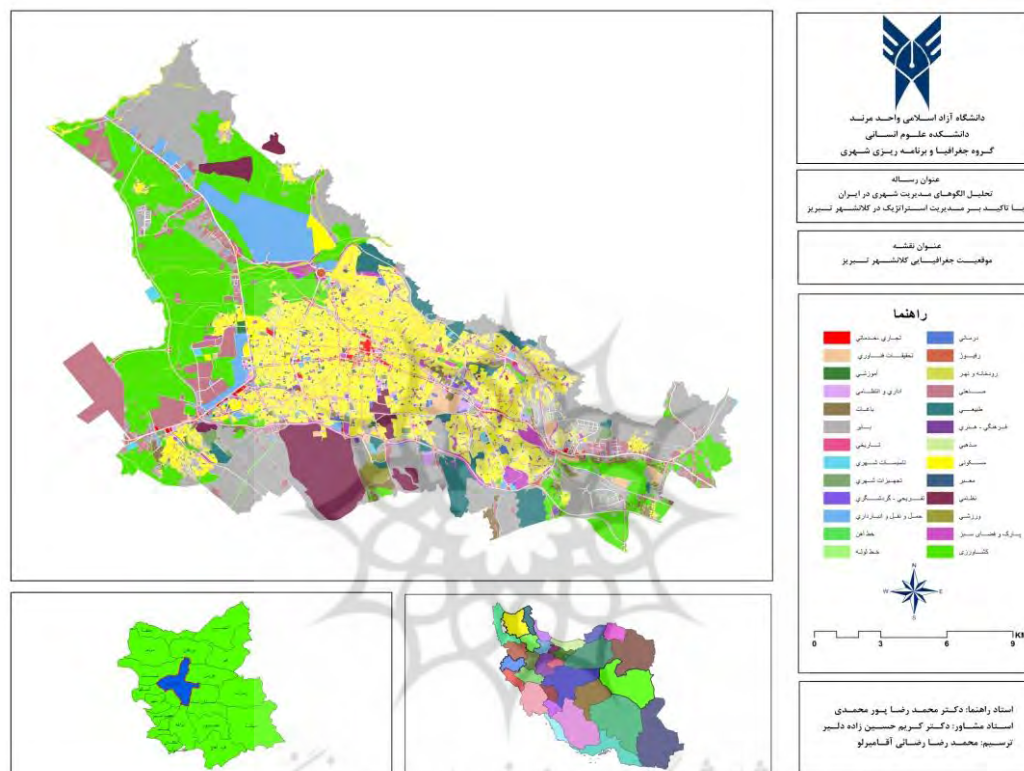 دانشگاه آزاد اسلامی واحد مرند
دانشکده علوم انسانی
گروه جغرافیا و برنامه ریزی شهری
عنوان رساله
تحلیل الگوهای مدیریت شهری در ایران
با تاکید بر مدیریت استراتژیک در کلانشهر تبریز
عنوان نقشه
موقعیت جغرافیایی کلانشهر تبریز
راهنما
درمانی تجاری خدماتی
تحقیقات فناوری
رودخانه و نهر آموزشی
صنعتی اداری و انتظامی
طبیعی باغات
فرهنگی - هنری بایر
مذهبی تاریخی
مسکونی تاسیسات شهری
معبر تجهیزات شهری
نظامی تفریحی - گردشگری
ورزشی حمل و نقل و انبارداری
پارک و فضای سبز خط آهن
کشاورزی خط لوله
N
W E
S
0 3 6 9
استاد راهنما: دکتر محمد رضا پور محمدی
استاد مشاور: دکتر کریم حسین زاده دلیر
ترسیم: محمد رضا رضائی آقامیرلو